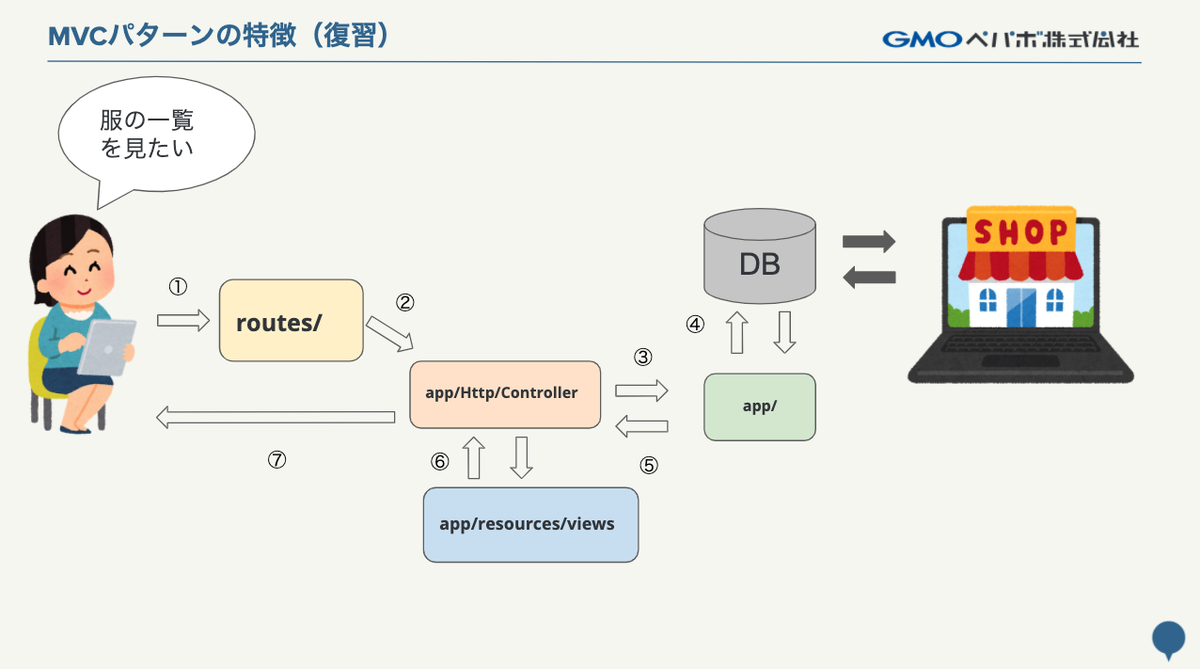 MVCパターンの特徴（復習）
GMOペパボ株式会社
服の一覧
を見たい
①
routes/
②
app/Http/Controller
③
④
DB
SHOP
app/
⑤
⑥
app/resources/views
⑦